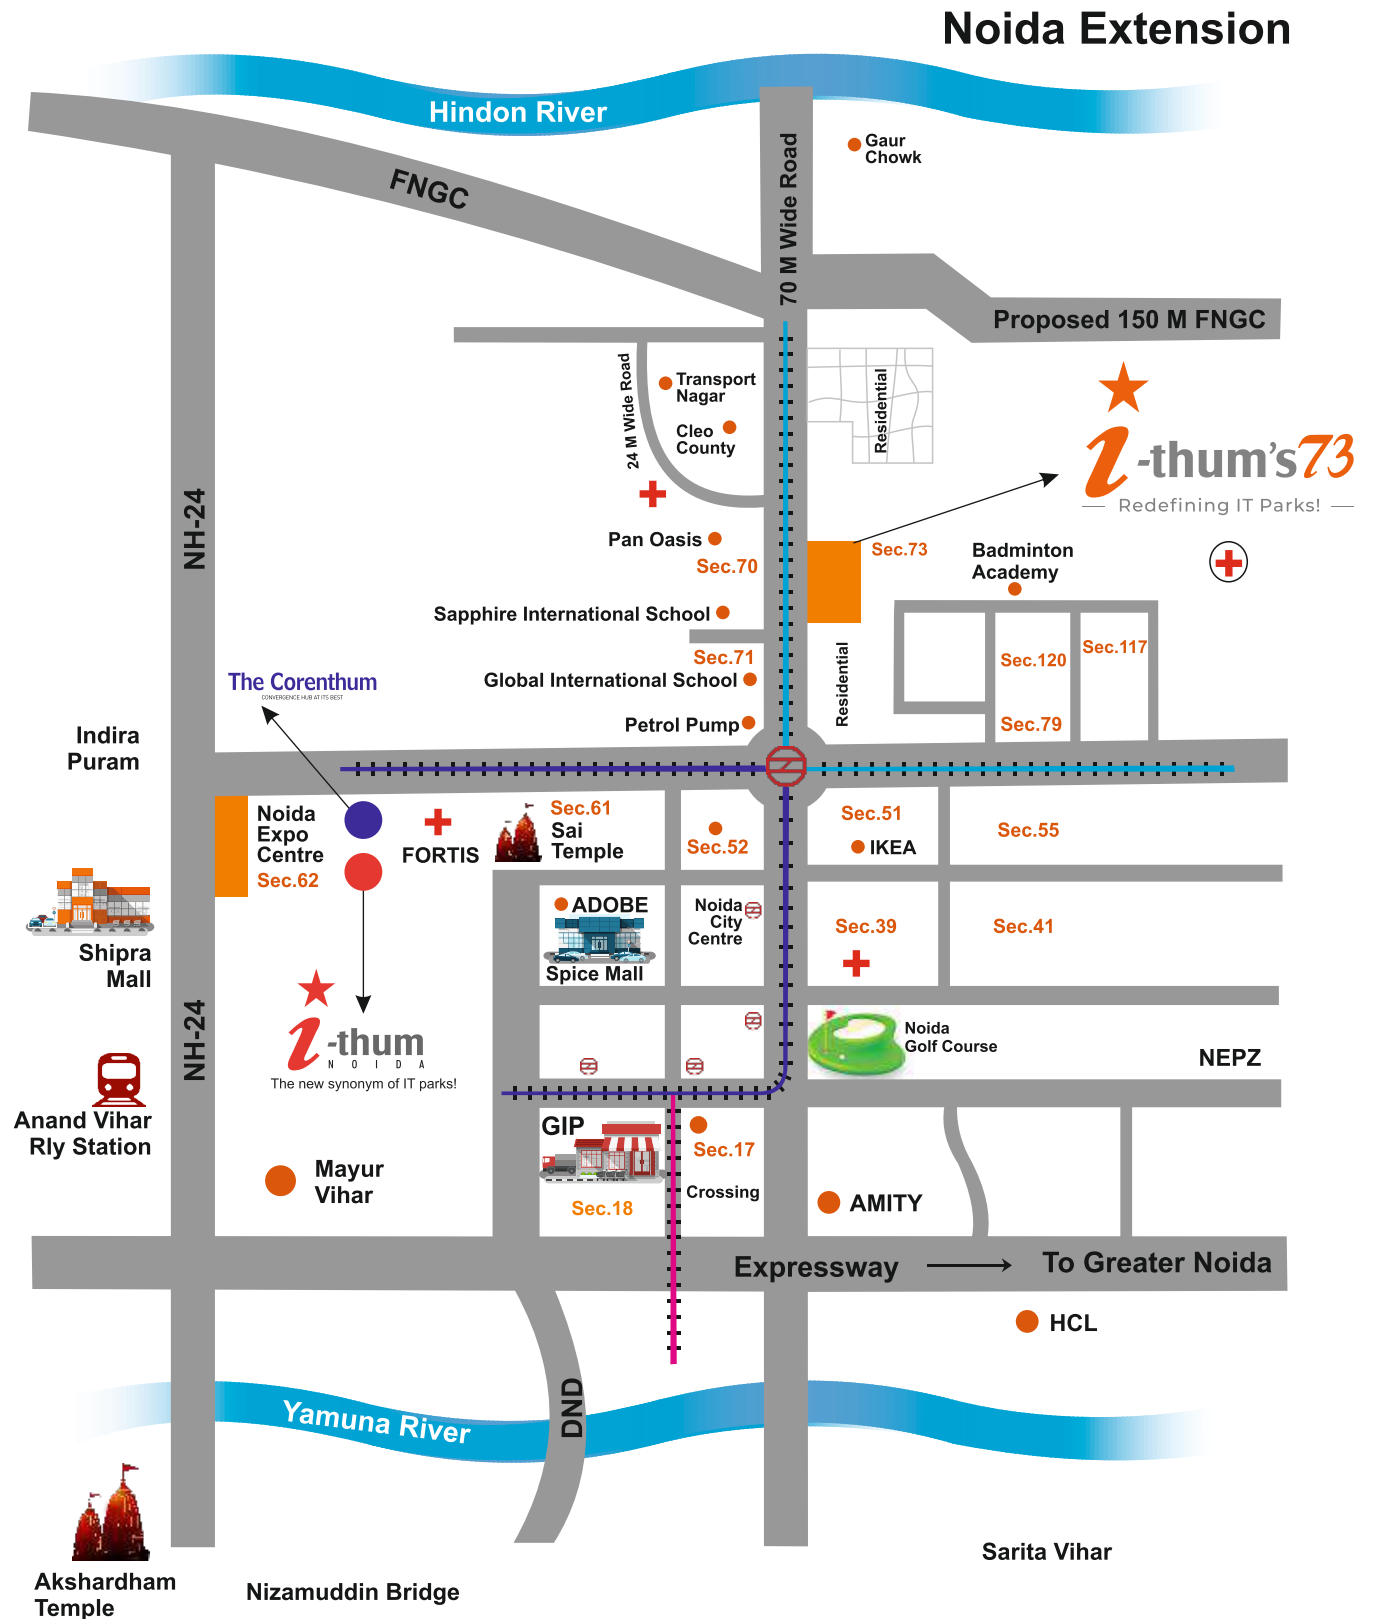 Noida Extension
Hindon River
Gaur
Chowk
FNGC
70 M Wide Road
Proposed 150 M FNGC
24 M Wide Road
Transport
Nagar
Cleo
County
Residential
i-thum's73
Redefining IT Parks!
NH-24
Pan Oasis
Sec.70
Sec.73
Badminton
Academy
Sapphire International School
Sec.71
Global International School
Petrol Pump
Residential
Sec.120
Sec.117
Sec.79
The Corenthum
CONVERGENCE HUB AT ITS BEST
Indira
Puram
Noida
Expo
Centre
Sec.62
FORTIS
Sec.61
Sai
Temple
Sec.52
Sec.51
IKEA
Sec.55
Shipra
Mall
ADOBE
Spice Mall
Noida
City
Centre
Sec.39
Sec.41
NH-24
i-thum
NOIDA
The new synonym of IT parks!
Noida
Golf Course
NEPZ
Anand Vihar
Rly Station
GIP
Sec.17
Sec.18
Crossing
Mayur
Vihar
AMITY
Expressway
To Greater Noida
HCL
Yamuna River
DND
Akshardham
Temple
Nizamuddin Bridge
Sarita Vihar